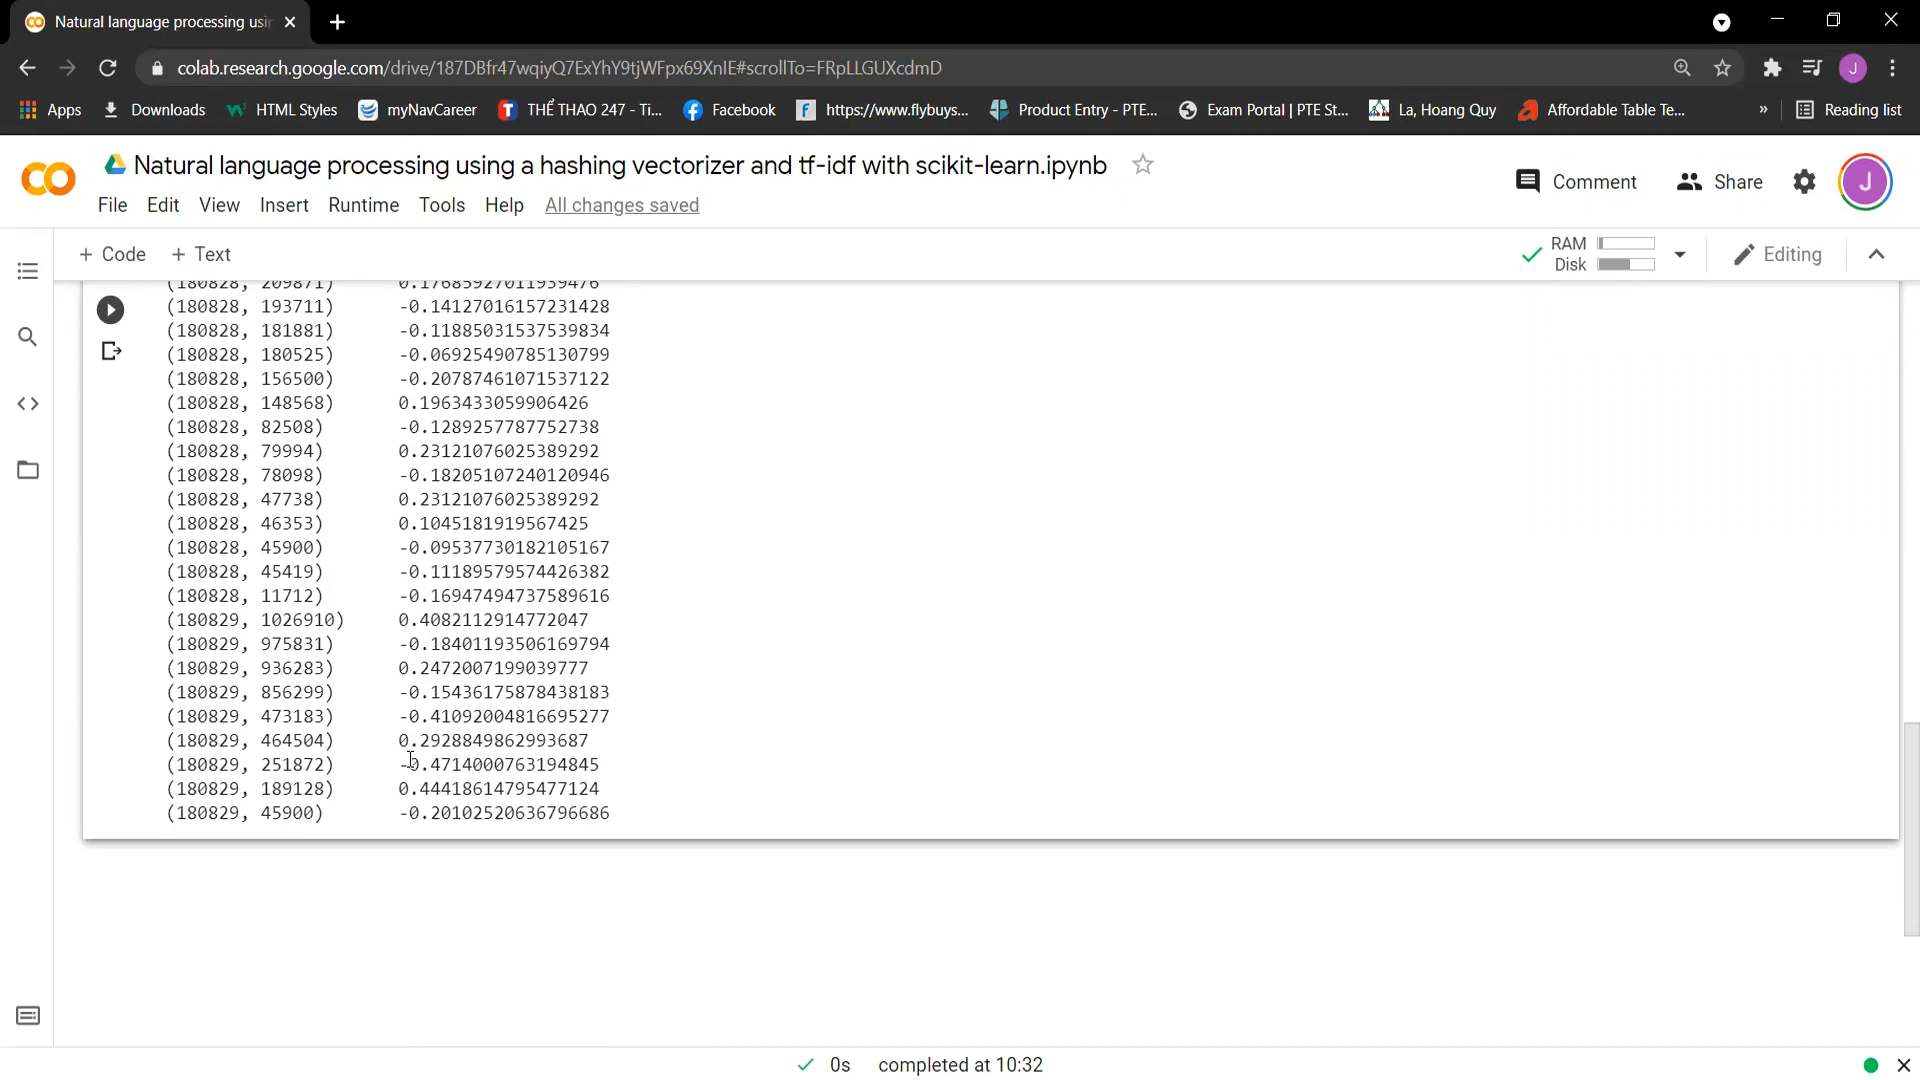 Natural language processing usin
colab.research.google.com/drive/187DBfr47wqiyQ7ExYhY9tjWFpx69XnIE#scrollTo=FRpLLGUXcdmD
J
Apps Downloads HTML Styles myNavCareer THỂ THAO 247 - Ti... Facebook https://www.flybuys... Product Entry - PTE... Exam Portal | PTE St... La, Hoang Quy Affordable Table Te... » Reading list
Natural language processing using a hashing vectorizer and tf-idf with scikit-learn.ipynb
Comment Share J
File Edit View Insert Runtime Tools Help All changes saved
+ Code + Text RAM Disk Editing
(180828, 209871) 0.17685927011939476
(180828, 193711) -0.14127016157231428
(180828, 181881) -0.11885031537539834
(180828, 180525) -0.06925490785130799
(180828, 156500) -0.20787461071537122
(180828, 148568) 0.1963433059906426
(180828, 82508) -0.1289257787752738
(180828, 79994) 0.23121076025389292
(180828, 78098) -0.18205107240120946
(180828, 47738) 0.23121076025389292
(180828, 46353) 0.1045181919567425
(180828, 45900) -0.09537730182105167
(180828, 45419) -0.11189579574426382
(180828, 11712) -0.16947494737589616
(180829, 1026910) 0.4082112914772047
(180829, 975831) -0.18401193506169794
(180829, 936283) 0.2472007199039777
(180829, 856299) -0.15436175878438183
(180829, 473183) -0.41092004816695277
(180829, 464504) 0.2928849862993687
(180829, 251872) -0.4714000763194845
(180829, 189128) 0.44418614795477124
(180829, 45900) -0.20102520636796686
0s completed at 10:32